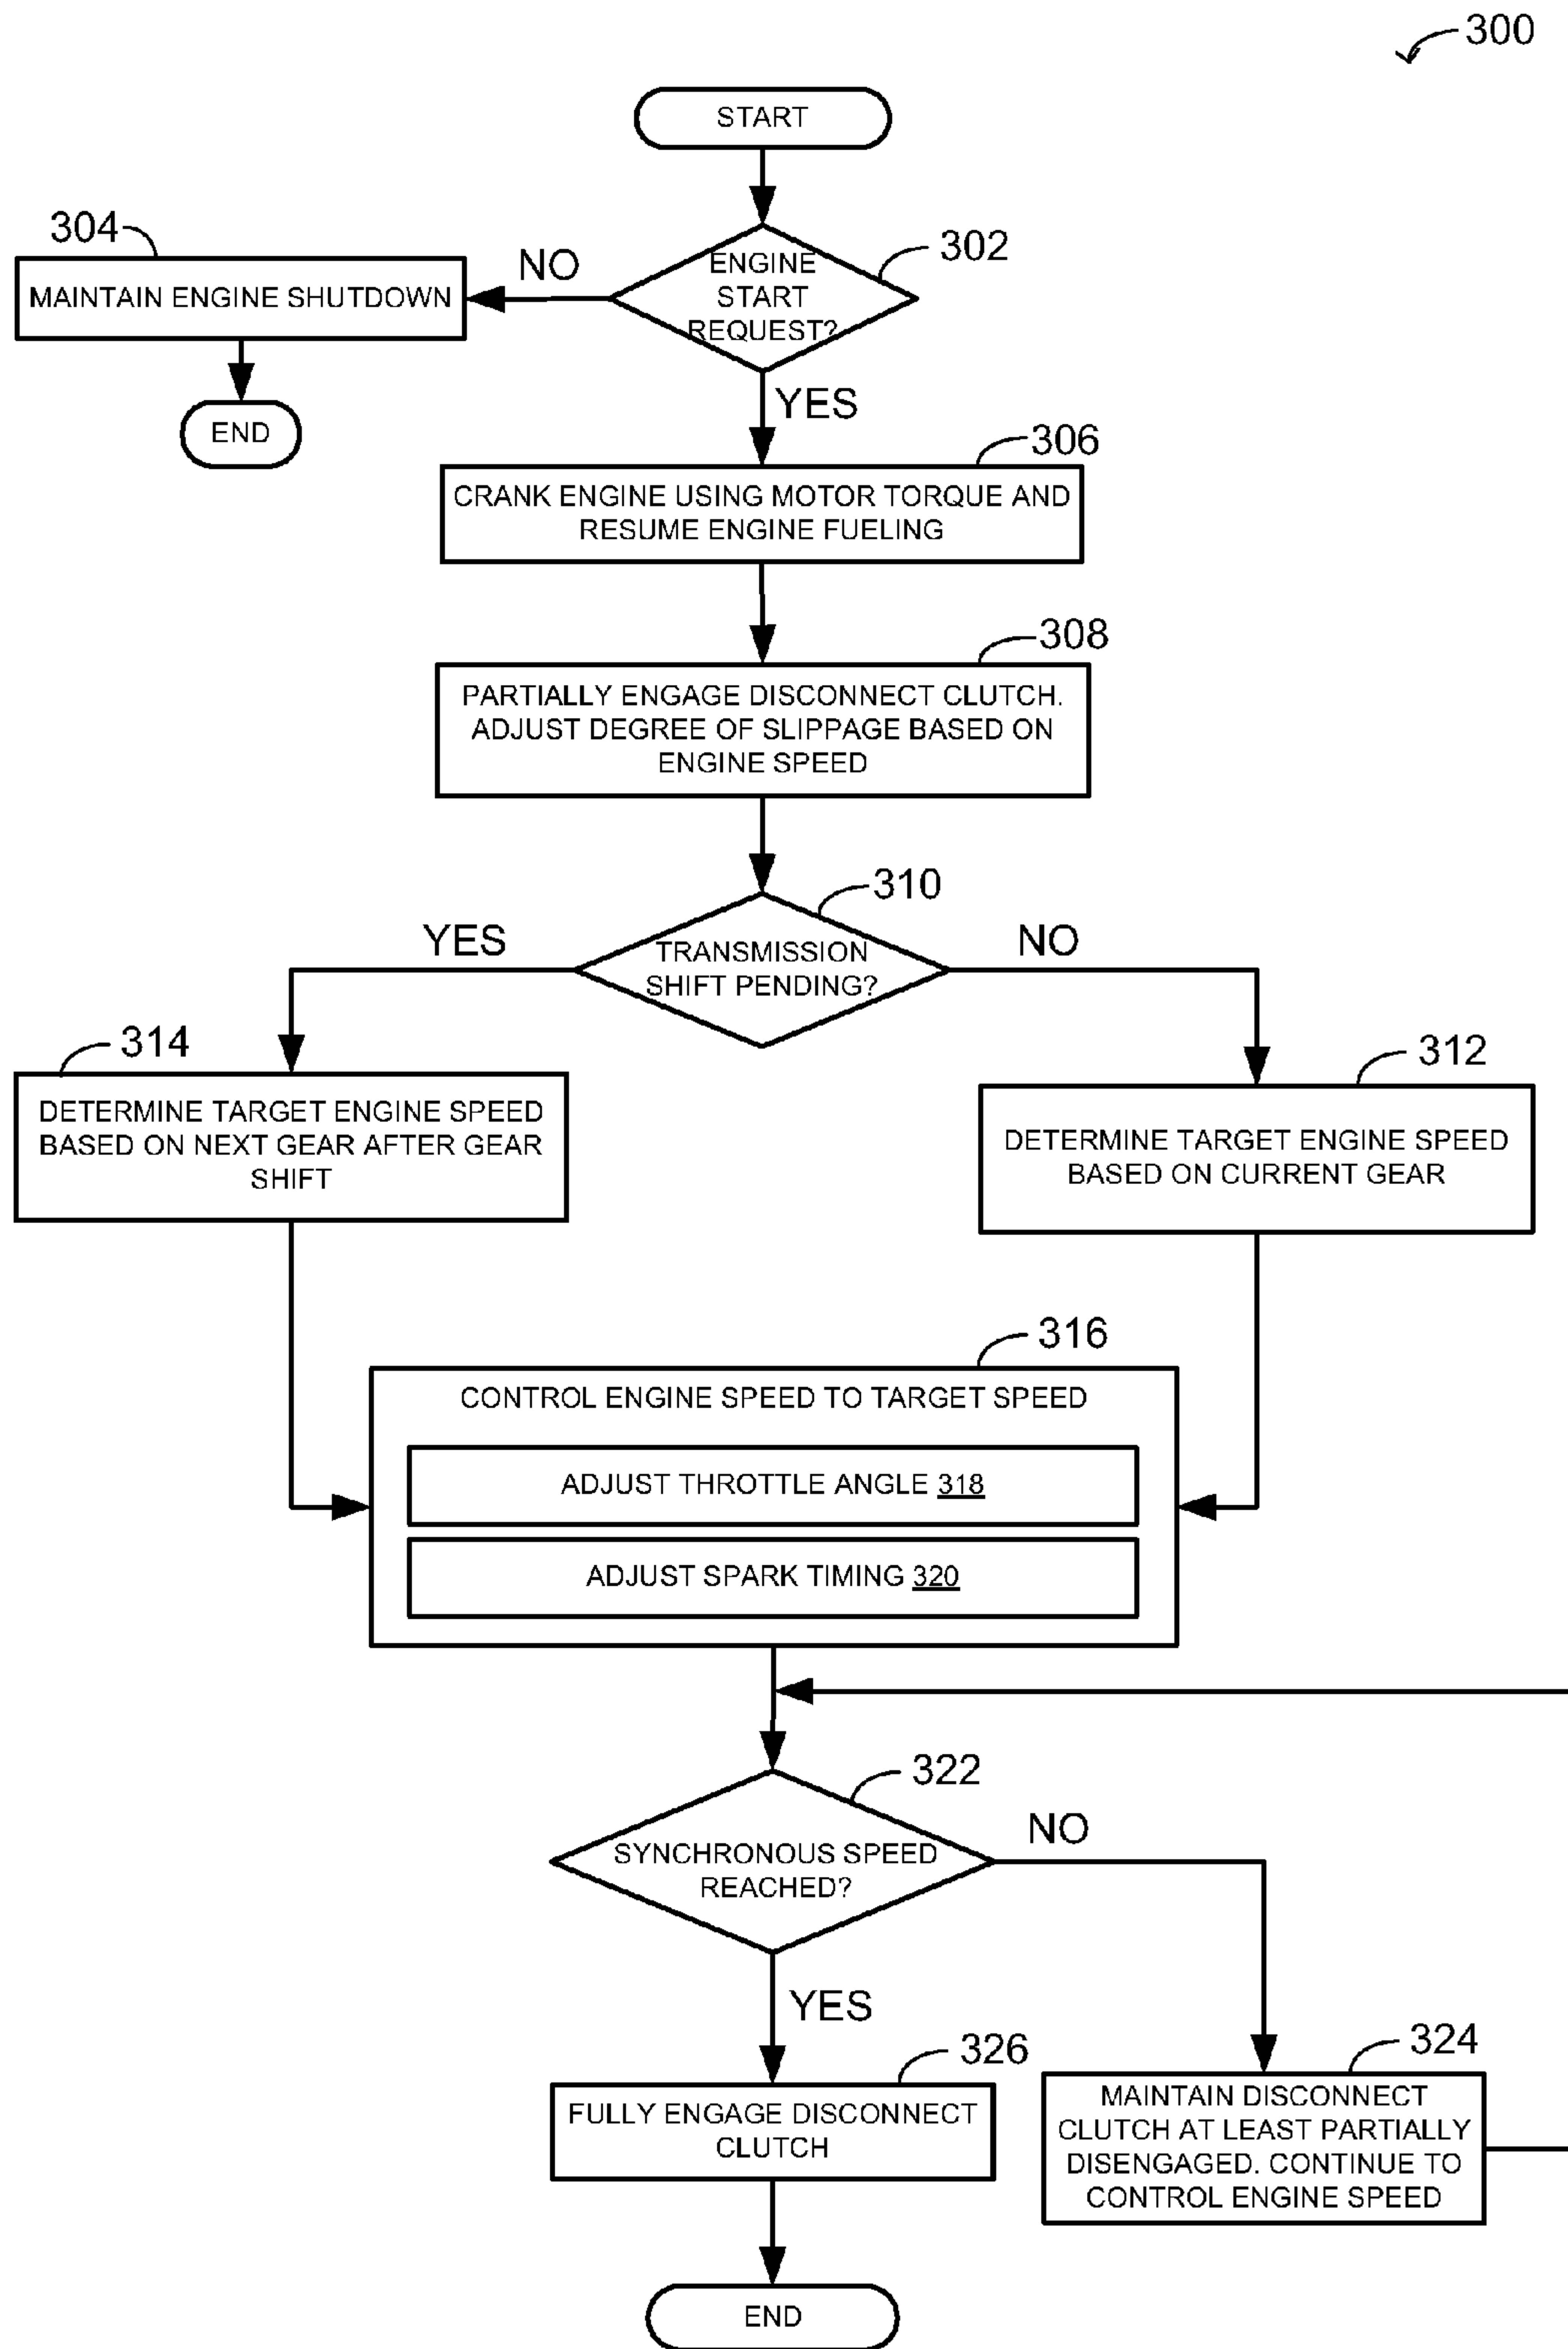 300
START
304
302
NO
ENGINE
START
REQUEST?
MAINTAIN ENGINE SHUTDOWN
YES
END
306
CRANK ENGINE USING MOTOR TORQUE AND
RESUME ENGINE FUELING
308
PARTIALLY ENGAGE DISCONNECT CLUTCH.
ADJUST DEGREE OF SLIPPAGE BASED ON
ENGINE SPEED
310
YES
NO
TRANSMISSION
SHIFT PENDING?
314
312
DETERMINE TARGET ENGINE SPEED
BASED ON NEXT GEAR AFTER GEAR
SHIFT
DETERMINE TARGET ENGINE SPEED
BASED ON CURRENT GEAR
316
CONTROL ENGINE SPEED TO TARGET SPEED
ADJUST THROTTLE ANGLE 318
ADJUST SPARK TIMING 320
322
NO
SYNCHRONOUS SPEED
REACHED?
YES
326
324
FULLY ENGAGE DISCONNECT
CLUTCH
MAINTAIN DISCONNECT
CLUTCH AT LEAST PARTIALLY
DISENGAGED. CONTINUE TO
CONTROL ENGINE SPEED
END